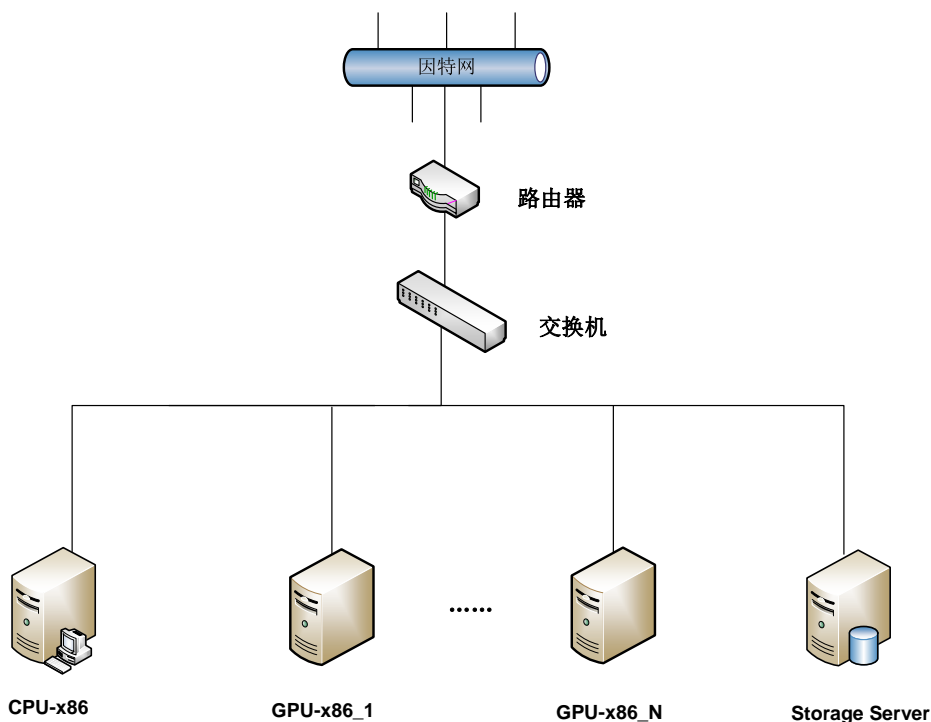 因特网
路由器
交换机
......
CPU-x86
GPU-x86_1
GPU-x86_N
Storage Server